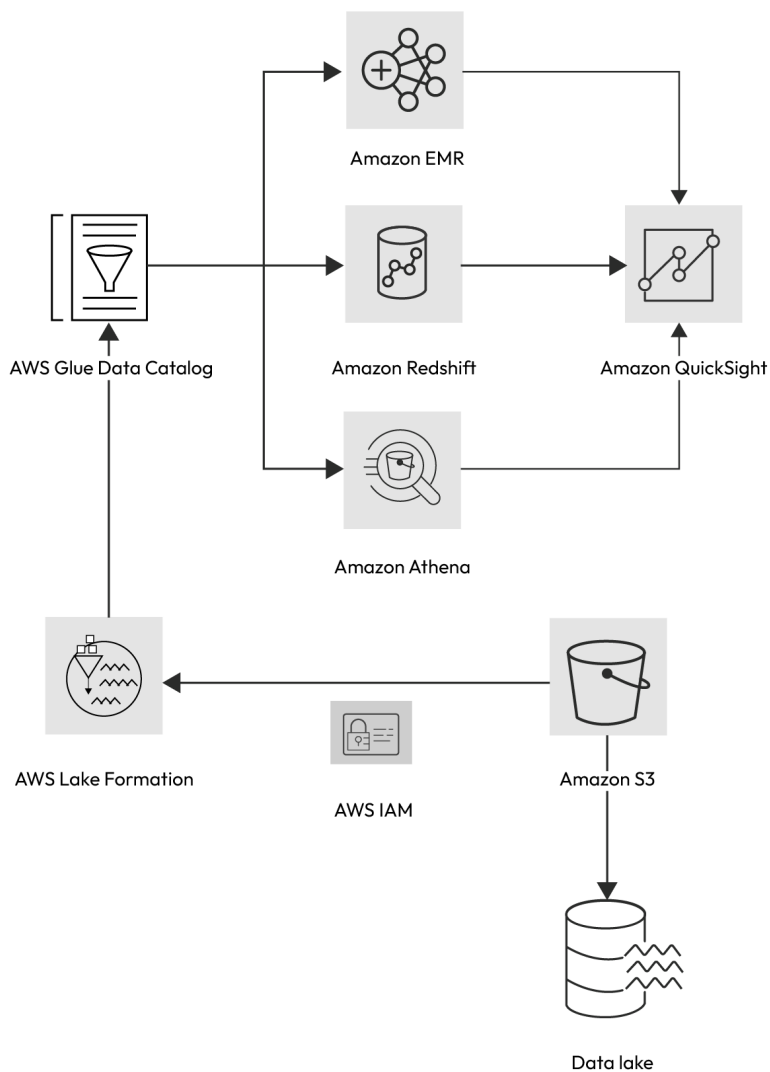 Amazon EMR
AWS Glue Data Catalog
Amazon Redshift
Amazon QuickSight
Amazon Athena
AWS Lake Formation
AWS IAM
Amazon S3
Data lake